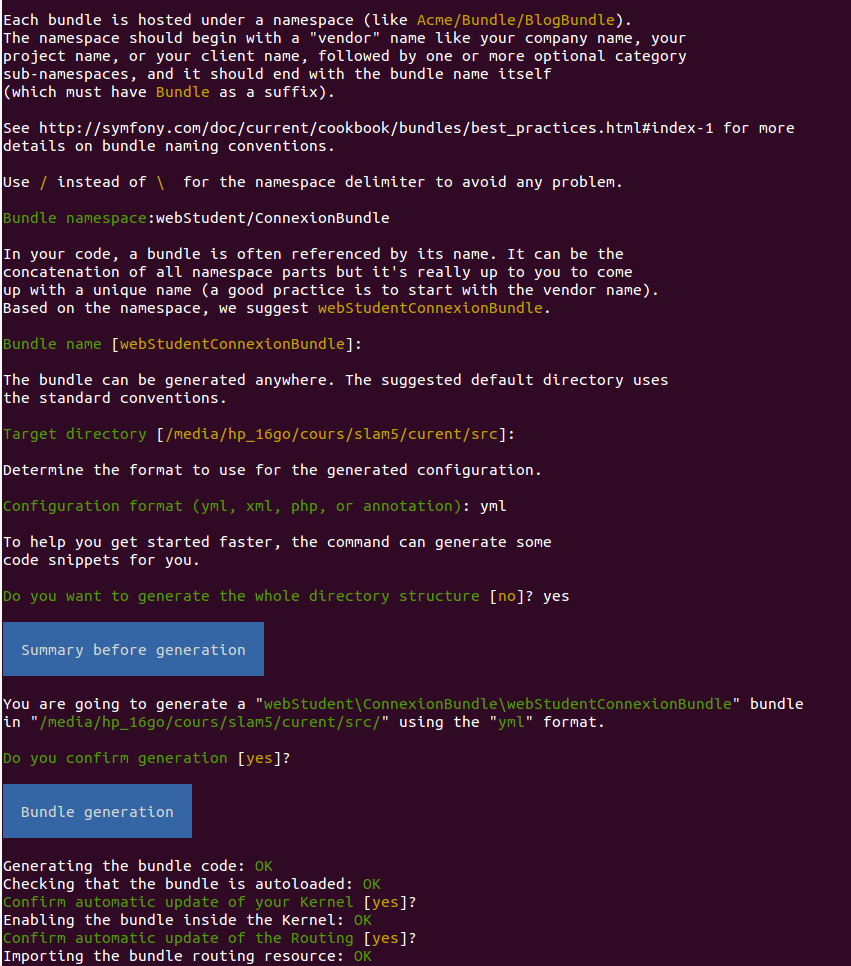 Each bundle is hosted under a namespace (like Acme/Bundle/BlogBundle).
The namespace should begin with a "vendor" name like your company name, your
project name, or your client name, followed by one or more optional category
sub-namespaces, and it should end with the bundle name itself
(which must have Bundle as a suffix).
See http://symfony.com/doc/current/cookbook/bundles/best_practices.html#index-1 for more
details on bundle naming conventions.
Use / instead of \  for the namespace delimiter to avoid any problem.
Bundle namespace:webStudent/ConnexionBundle
In your code, a bundle is often referenced by its name. It can be the
concatenation of all namespace parts but it's really up to you to come
up with a unique name (a good practice is to start with the vendor name).
Based on the namespace, we suggest webStudentConnexionBundle.
Bundle name [webStudentConnexionBundle]:
The bundle can be generated anywhere. The suggested default directory uses
the standard conventions.
Target directory [/media/hp_16go/cours/slam5/curent/src]:
Determine the format to use for the generated configuration.
Configuration format (yml, xml, php, or annotation): yml
To help you get started faster, the command can generate some
code snippets for you.
Do you want to generate the whole directory structure [no]? yes
Summary before generation
You are going to generate a "webStudent\ConnexionBundle\webStudentConnexionBundle" bundle
in "/media/hp_16go/cours/slam5/curent/src/" using the "yml" format.
Do you confirm generation [yes]?
Bundle generation
Generating the bundle code: OK
Checking that the bundle is autoloaded: OK
Confirm automatic update of your Kernel [yes]?
Enabling the bundle inside the Kernel: OK
Confirm automatic update of the Routing [yes]?
Importing the bundle routing resource: OK